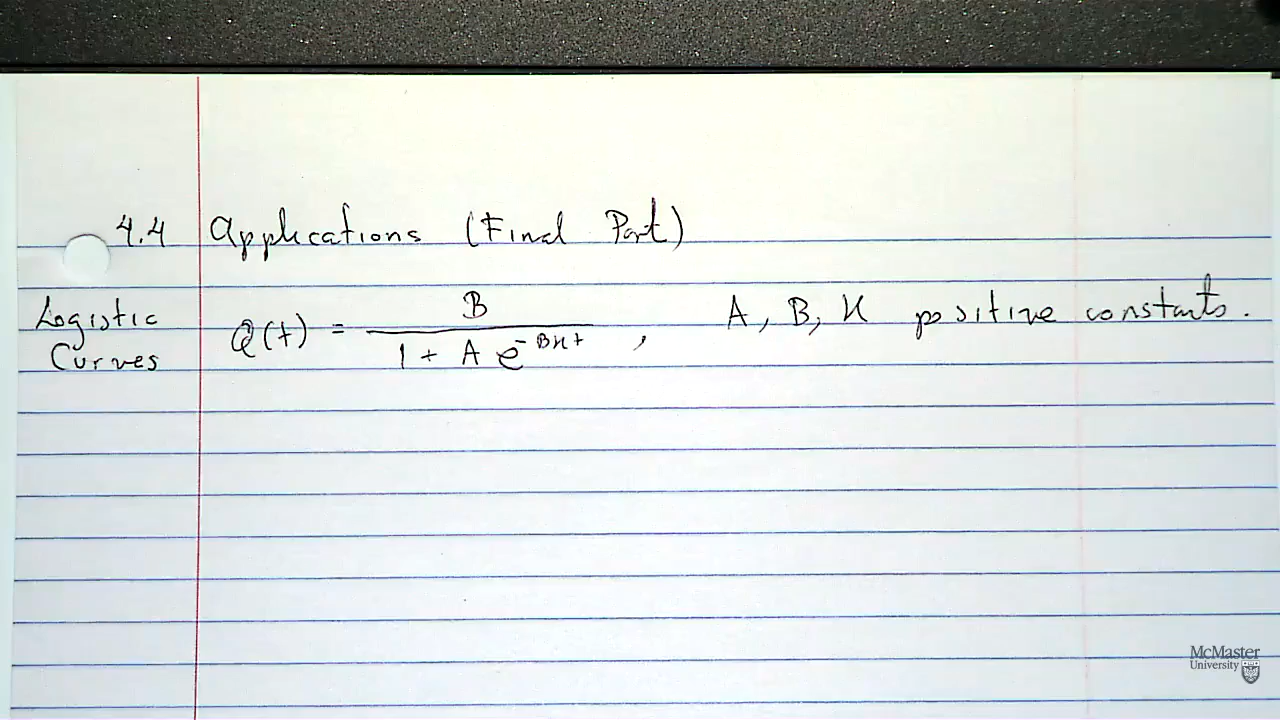 4.4 Applications (Final Part)
Logistic Curves
Q(t) = B / (1 + A e^{-Bkt}) , A, B, k positive constants.
McMaster
University